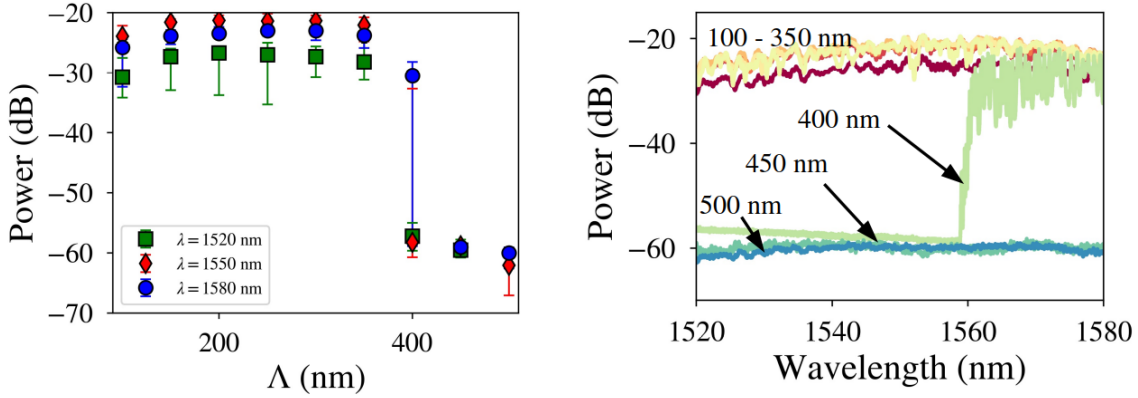 −20
−30
−40
−50
−60
−70
Power (dB)
λ = 1520 nm
λ = 1550 nm
λ = 1580 nm
200
400
Λ (nm)
−20
−40
−60
Power (dB)
100 - 350 nm
400 nm
450 nm
500 nm
1520
1540
1560
1580
Wavelength (nm)